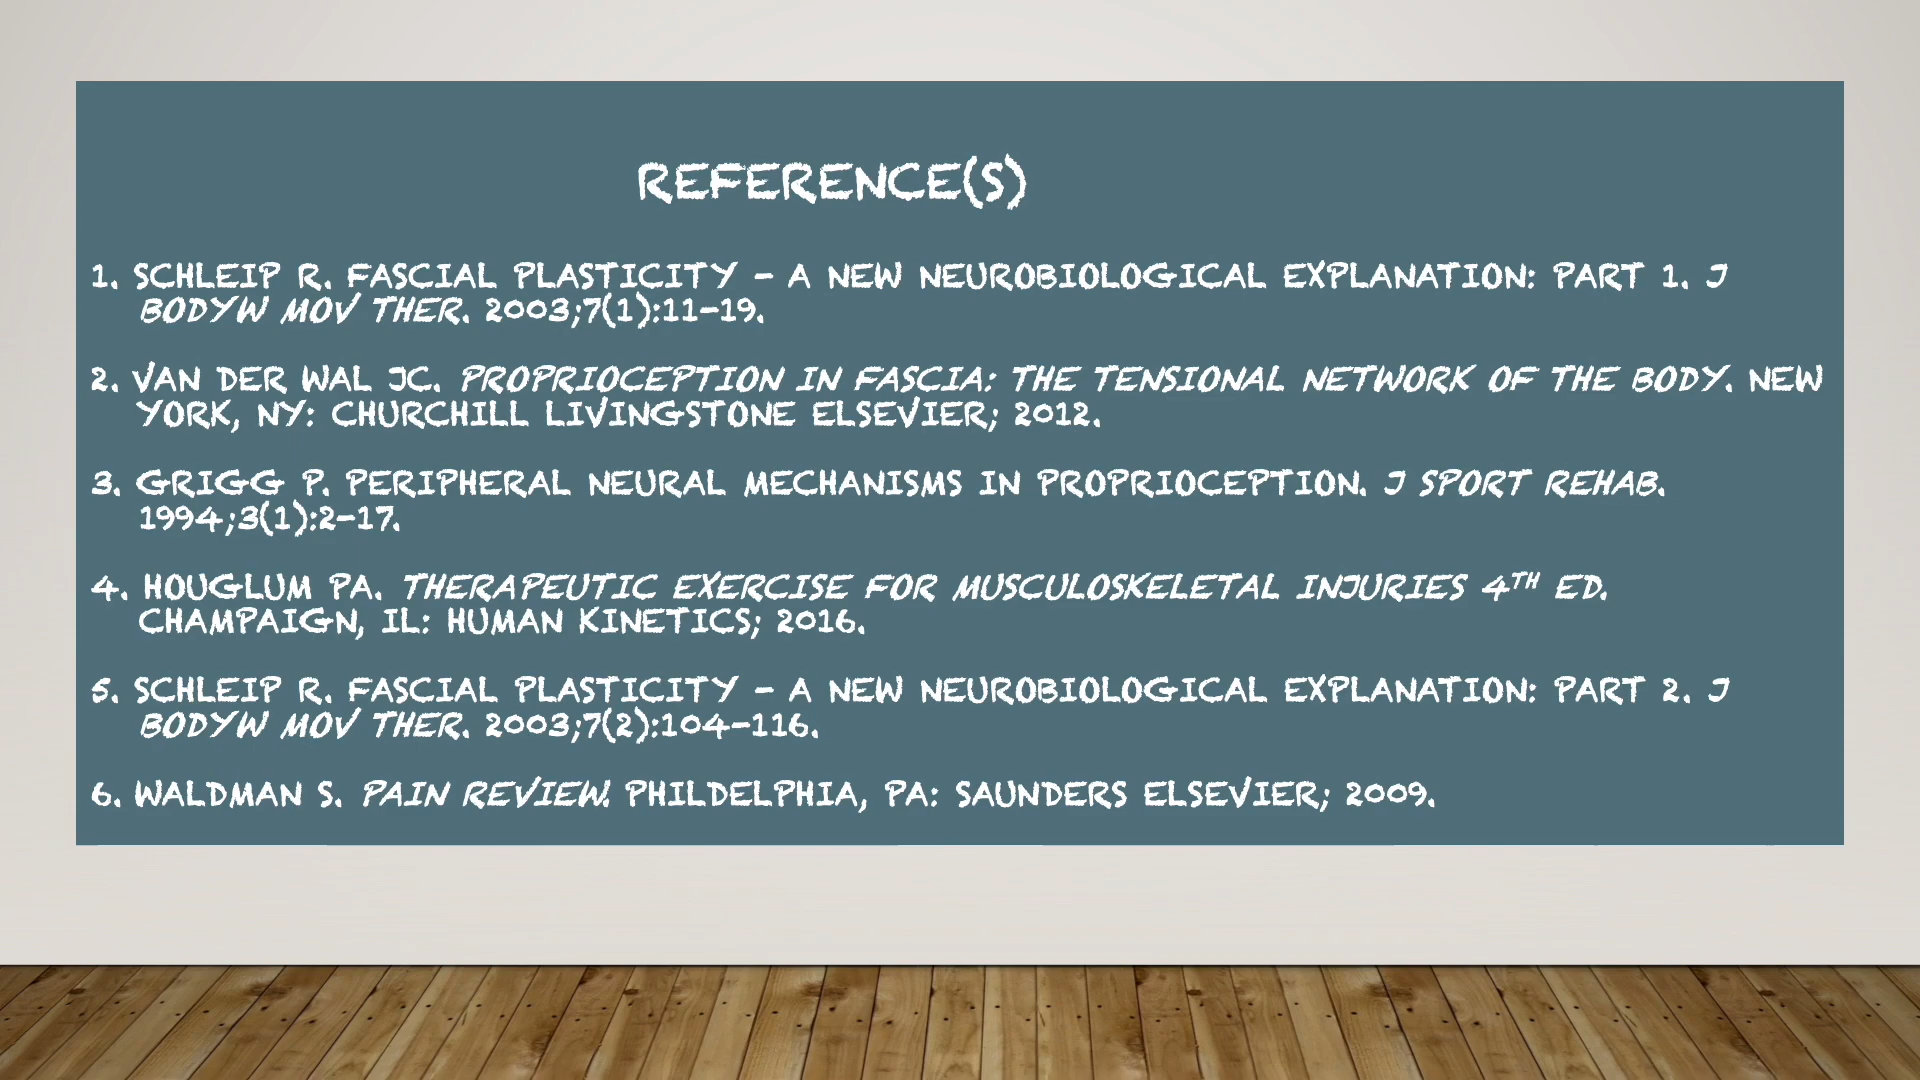 REFERENCE(S)
1. SCHLEIP R. FASCIAL PLASTICITY – A NEW NEUROBIOLOGICAL EXPLANATION: PART 1. J
BODYW MOV THER. 2003;7(1):11-19.
2. VAN DER WAL JC. PROPRIOCEPTION IN FASCIA: THE TENSIONAL NETWORK OF THE BODY. NEW
YORK, NY: CHURCHILL LIVINGSTONE ELSEVIER; 2012.
3. GRIGG P. PERIPHERAL NEURAL MECHANISMS IN PROPRIOCEPTION. J SPORT REHAB.
1994;3(1):2-17.
4. HOUGLUM PA. THERAPEUTIC EXERCISE FOR MUSCULOSKELETAL INJURIES 4TH ED.
CHAMPAIGN, IL: HUMAN KINETICS; 2016.
5. SCHLEIP R. FASCIAL PLASTICITY – A NEW NEUROBIOLOGICAL EXPLANATION: PART 2. J
BODYW MOV THER. 2003;7(2):104-116.
6. WALDMAN S. PAIN REVIEW. PHILDELPHIA, PA: SAUNDERS ELSEVIER; 2009.